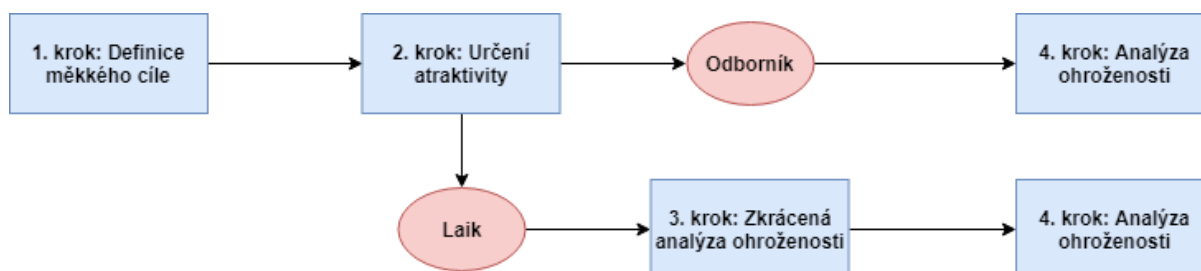 1. krok: Definice
měkkého cíle
2. krok: Určení
atraktivity
Odborník
4. krok: Analýza
ohroženosti
Laik
3. krok: Zkrácená
analýza ohroženosti
4. krok: Analýza
ohroženosti